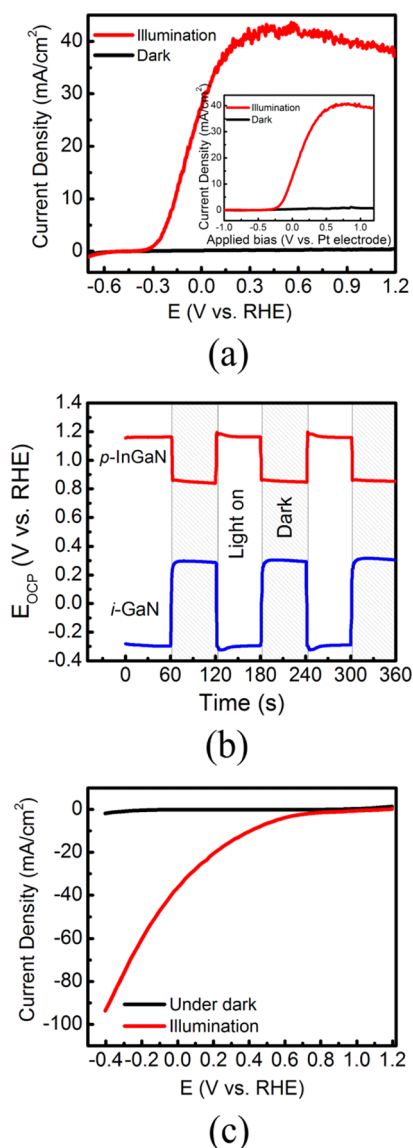 Illumination
Dark
Current Density (mA/cm²)
40
30
20
10
0
-0.6
-0.3
0.0
0.3
0.6
0.9
1.2
E (V vs. RHE)
Illumination
Dark
Current Density (mA/cm²)
40
30
20
10
0
-1.0
-0.5
0.0
0.5
1.0
Applied bias (V vs. Pt electrode)
(a)
E_OCP (V vs. RHE)
1.4
1.2
1.0
0.8
0.6
0.4
0.2
0.0
-0.2
-0.4
p-InGaN
i-GaN
Light on
Dark
0
60
120
180
240
300
360
Time (s)
(b)
Current Density (mA/cm²)
0
-20
-40
-60
-80
-100
Under dark
Illumination
-0.4
-0.2
0.0
0.2
0.4
0.6
0.8
1.0
1.2
E (V vs. RHE)
(c)